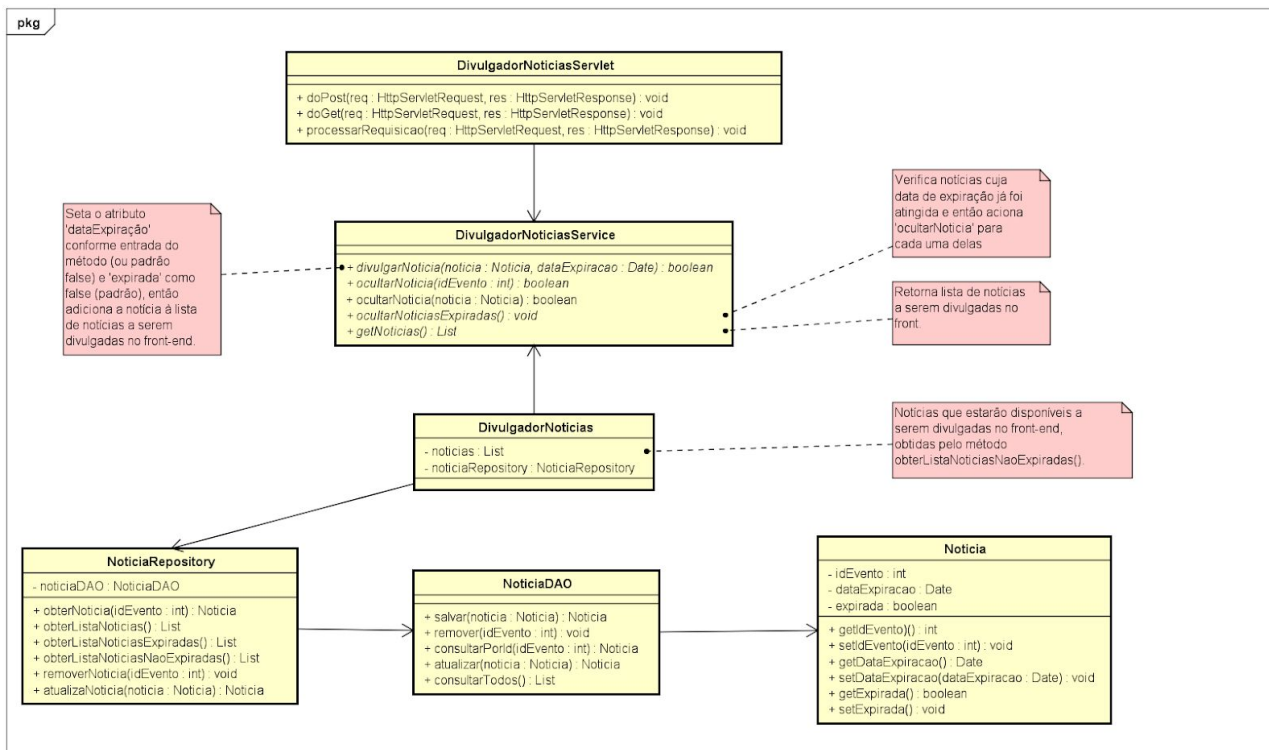 pkg
DivulgadorNoticiasServlet
+ doPost(req : HttpServletRequest, res : HttpServletResponse) : void
+ doGet(req : HttpServletRequest, res : HttpServletResponse) : void
+ processarRequisicao(req : HttpServletRequest, res : HttpServletResponse) : void
Seta o atributo
'dataExpiração'
conforme entrada do
método (ou padrão
false) e 'expirada' como
false (padrão), então
adiciona a notícia á lista
de notícias a serem
divulgadas no front-end.
DivulgadorNoticiasService
+ divulgarNoticia(noticia : Noticia, dataExpiracao : Date) : boolean
+ ocultarNoticia(idEvento : int) : boolean
+ ocultarNoticia(noticia : Noticia) : boolean
+ ocultarNoticiasExpiradas() : void
+ getNoticias() : List
Verifica notícias cuja
data de expiração já foi
atingida e então aciona
'ocultarNoticia' para
cada uma delas
Retorna lista de notícias
a serem divulgadas no
front.
DivulgadorNoticias
- noticias : List
- noticiaRepository : NoticiaRepository
Notícias que estarão disponíveis a
serem divulgadas no front-end,
obtidas pelo método
obterListaNoticiasNaoExpiradas().
NoticiaRepository
- noticiaDAO : NoticiaDAO
+ obterNoticia(idEvento : int) : Noticia
+ obterListaNoticias() : List
+ obterListaNoticiasExpiradas() : List
+ obterListaNoticiasNaoExpiradas() : List
+ removerNoticia(idEvento : int) : void
+ atualizaNoticia(noticia : Noticia) : Noticia
NoticiaDAO
+ salvar(noticia : Noticia) : Noticia
+ remover(idEvento : int) : void
+ consultarPorId(idEvento : int) : Noticia
+ atualizar(noticia : Noticia) : Noticia
+ consultarTodos() : List
Noticia
- idEvento : int
- dataExpiracao : Date
- expirada : boolean
+ getIdEvento)() : int
+ setIdEvento(idEvento : int) : void
+ getDataExpiracao() : Date
+ setDataExpiracao(dataExpiracao : Date) : void
+ getExpirada() : boolean
+ setExpirada() : void